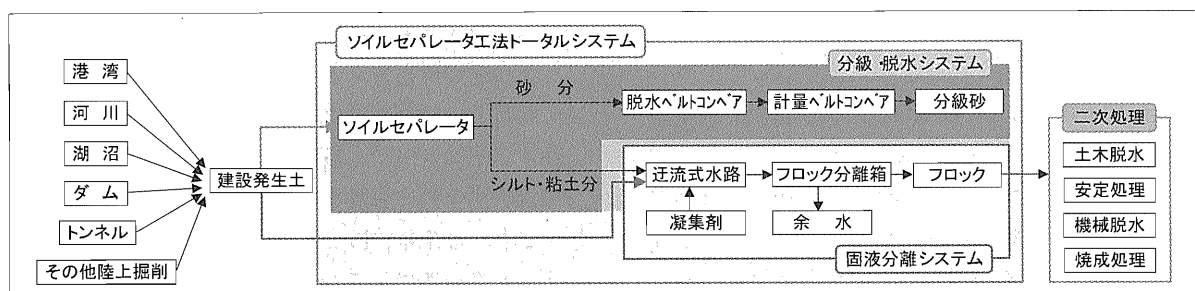 ソイルセパレータ工法トータルシステム
港湾
河川
湖沼
ダム
トンネル
その他陸上掘削
建設発生土
分級・脱水システム
ソイルセパレータ
砂分
脱水ベルトコンベア
計量ベルトコンベア
分級砂
シルト・粘土分
迂流式水路
フロック分離箱
フロック
凝集剤
余水
固液分離システム
二次処理
土木脱水
安定処理
機械脱水
焼成処理